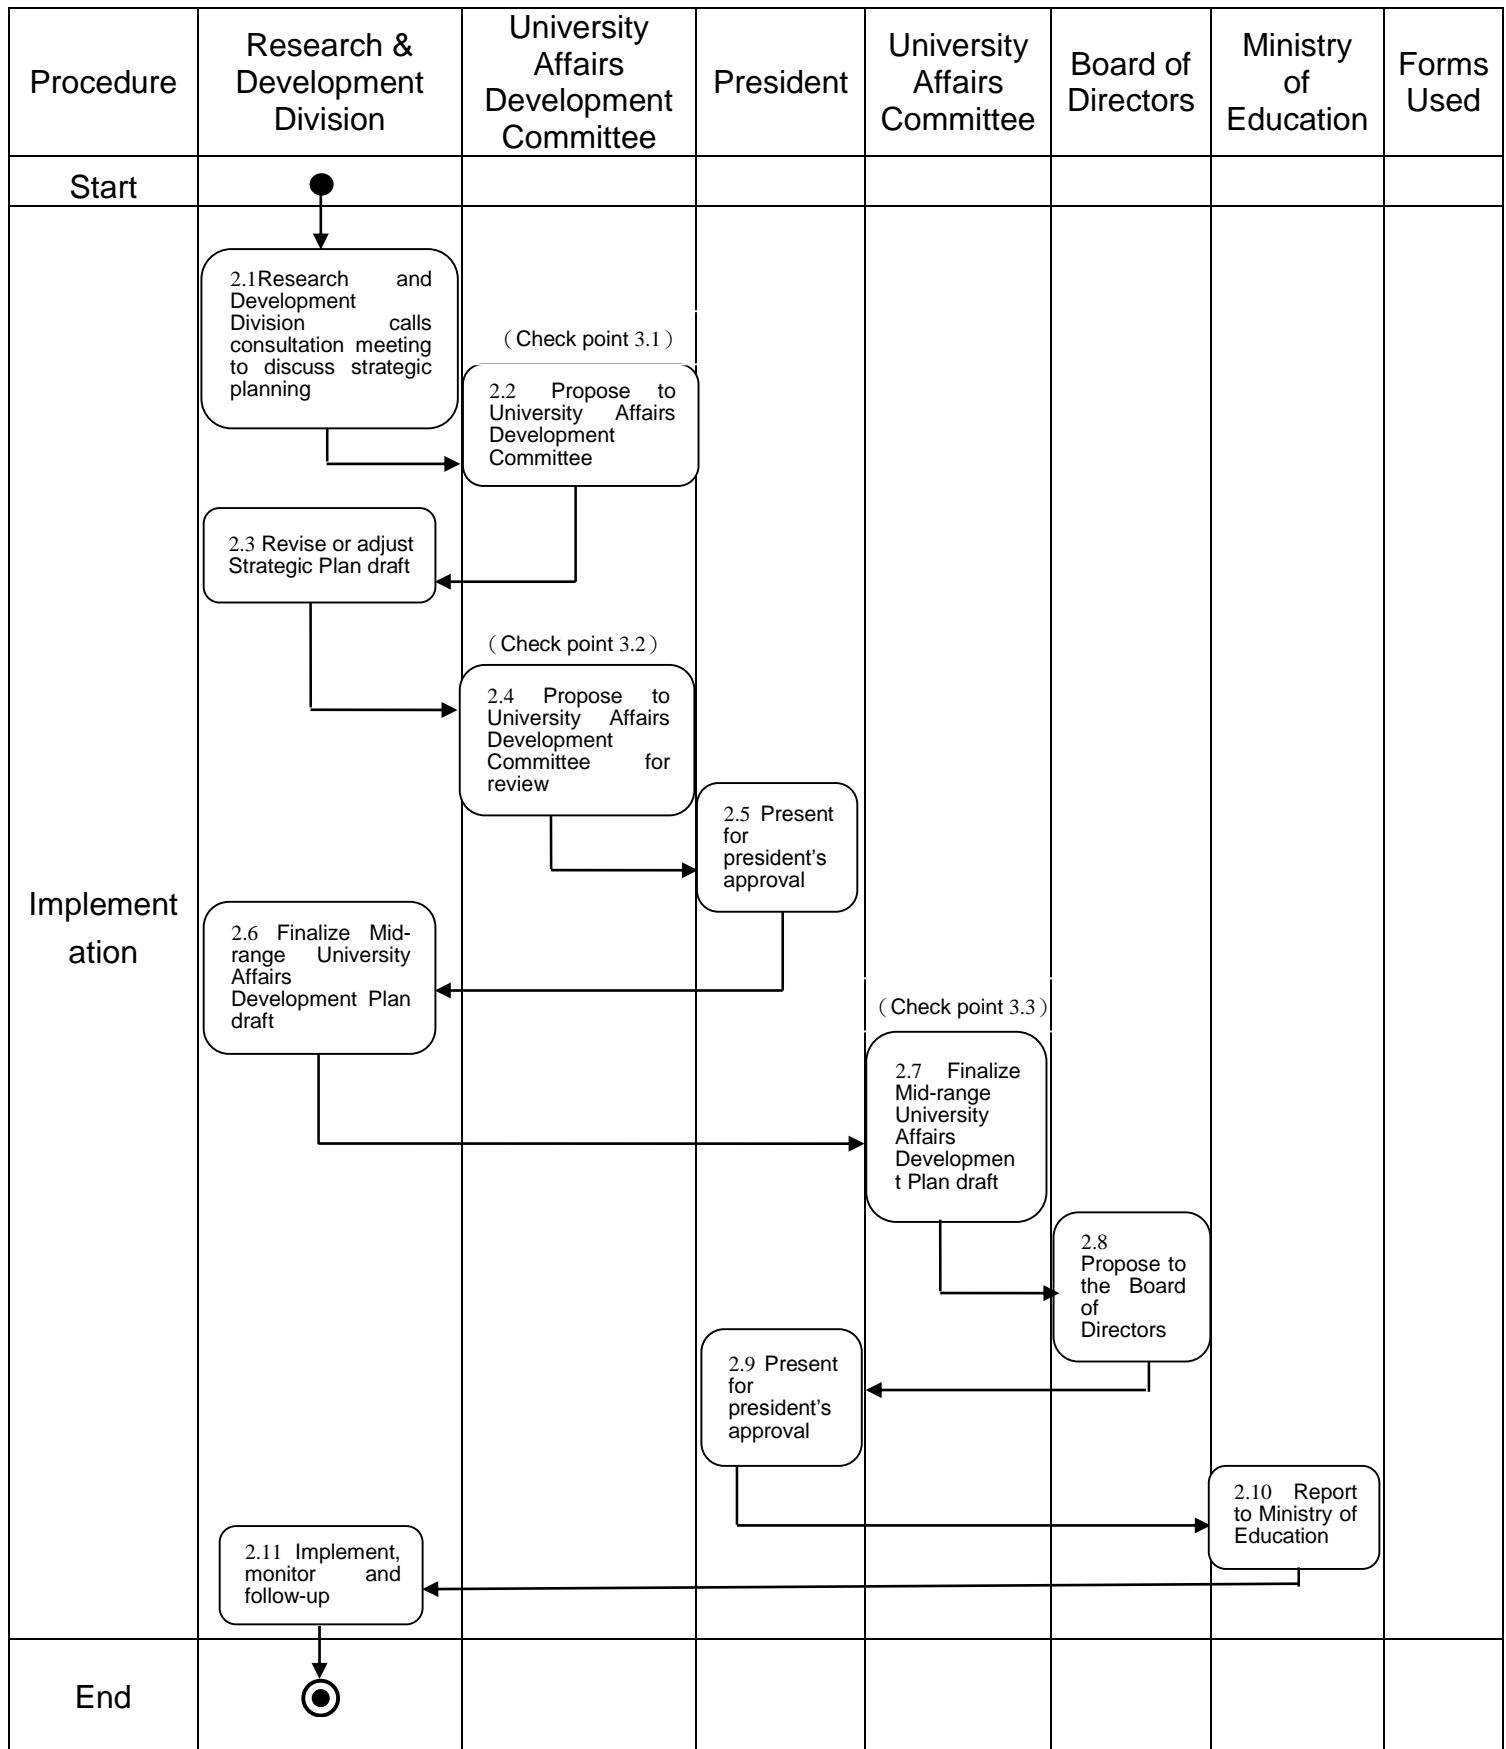 Procedure
Research &
Development
Division
University
Affairs
Development
Committee
President
University
Affairs
Committee
Board of
Directors
Ministry
of
Education
Forms
Used
Start
2.1Research and
Development
Division calls
consultation meeting
to discuss strategic
planning
（Check point 3.1）
2.2 Propose to
University Affairs
Development
Committee
2.3 Revise or adjust
Strategic Plan draft
（Check point 3.2）
2.4 Propose to
University Affairs
Development
Committee for
review
2.5 Present
for
president's
approval
Implement
ation
2.6 Finalize Mid-
range University
Affairs
Development Plan
draft
（Check point 3.3）
2.7 Finalize
Mid-range
University
Affairs
Developmen
t Plan draft
2.8
Propose to
the Board
of
Directors
2.9 Present
for
president's
approval
2.10 Report
to Ministry of
Education
2.11 Implement,
monitor and
follow-up
End